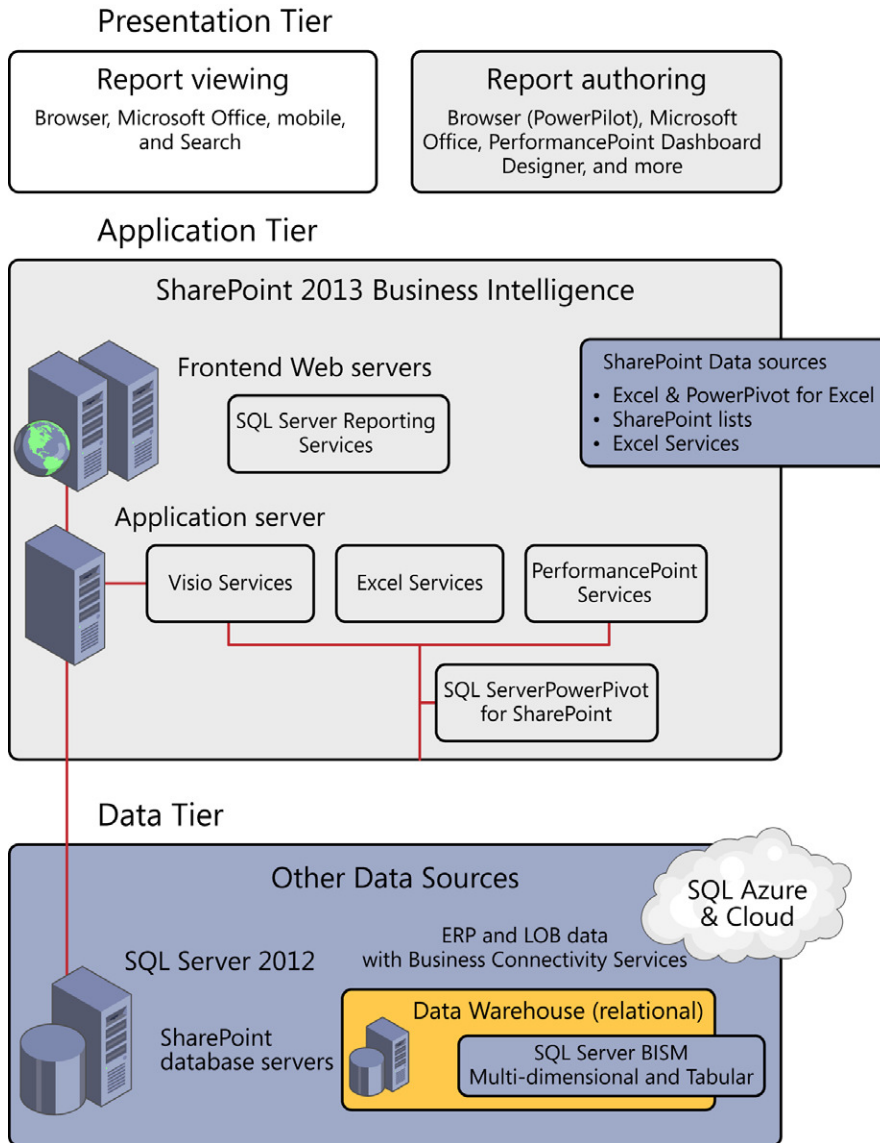 Presentation Tier
Report viewing
Browser, Microsoft Office, mobile,
and Search
Report authoring
Browser (PowerPilot), Microsoft
Office, PerformancePoint Dashboard
Designer, and more
Application Tier
SharePoint 2013 Business Intelligence
Frontend Web servers
SQL Server Reporting
Services
SharePoint Data sources
• Excel & PowerPivot for Excel
• SharePoint lists
• Excel Services
Application server
Visio Services
Excel Services
PerformancePoint
Services
SQL ServerPowerPivot
for SharePoint
Data Tier
Other Data Sources
SQL Azure
& Cloud
ERP and LOB data
with Business Connectivity Services
SQL Server 2012
SharePoint
database servers
Data Warehouse (relational)
SQL Server BISM
Multi-dimensional and Tabular